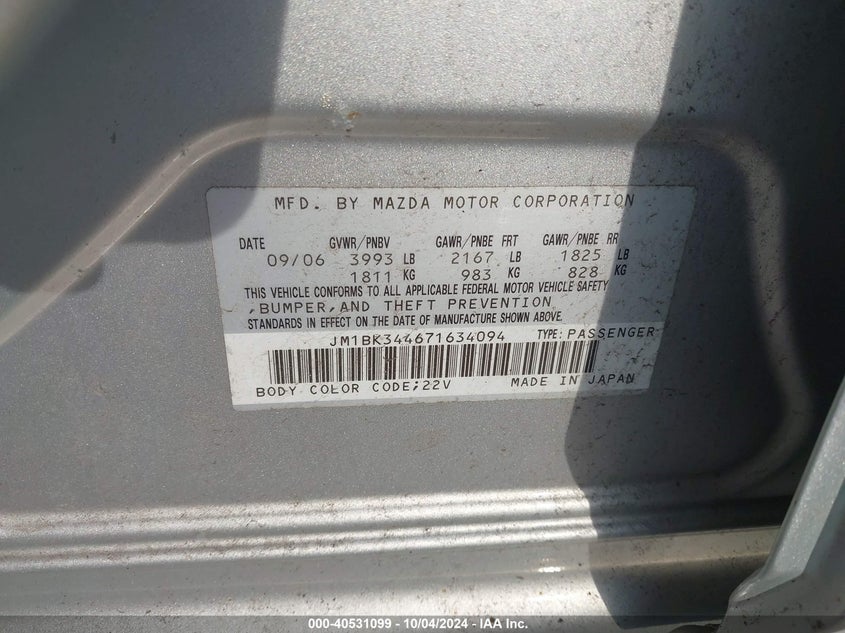 MFD. BY MAZDA MOTOR CORPORATION
DATE GVWR/PNBV GAWR/PNBE FRT GAWR/PNBE RR
09/06 3993 LB 2167 LB 1825 LB
1811 KG 983 KG 828 KG
THIS VEHICLE CONFORMS TO ALL APPLICABLE FEDERAL MOTOR VEHICLE SAFETY
,BUMPER,AND THEFT PREVENTION
STANDARDS IN EFFECT ON THE DATE OF MANUFACTURE SHOWN ABOVE.
JM1BK344671634094 TYPE:PASSENGER
BODY COLOR CODE;22V MADE IN JAPAN
000-40531099 - 10/04/2024 - IAA Inc.